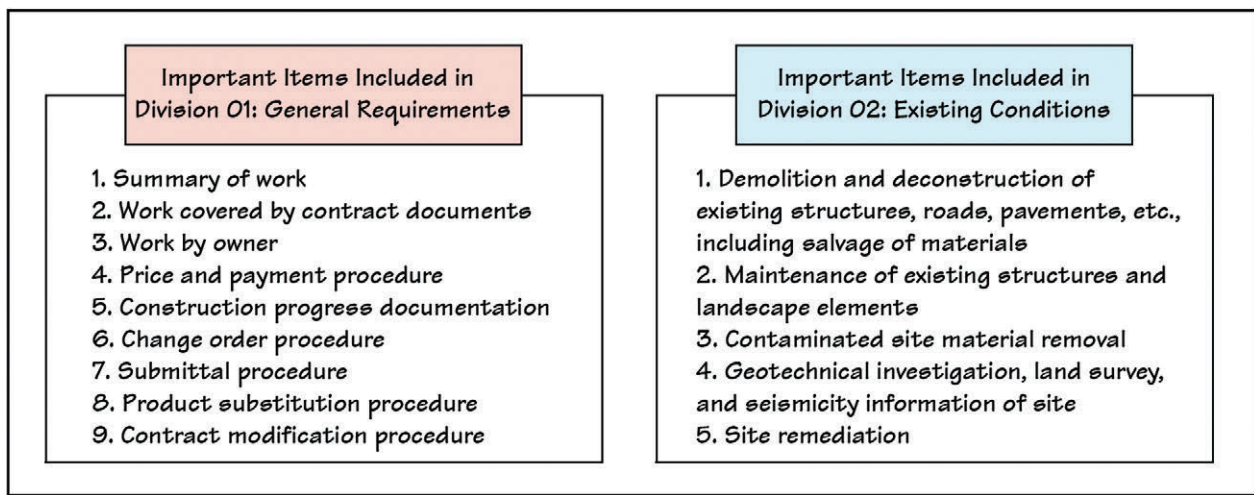 Important Items Included in
Division 01: General Requirements
1. Summary of work
2. Work covered by contract documents
3. Work by owner
4. Price and payment procedure
5. Construction progress documentation
6. Change order procedure
7. Submittal procedure
8. Product substitution procedure
9. Contract modification procedure
Important Items Included in
Division 02: Existing Conditions
1. Demolition and deconstruction of
existing structures, roads, pavements, etc.,
including salvage of materials
2. Maintenance of existing structures and
landscape elements
3. Contaminated site material removal
4. Geotechnical investigation, land survey,
and seismicity information of site
5. Site remediation